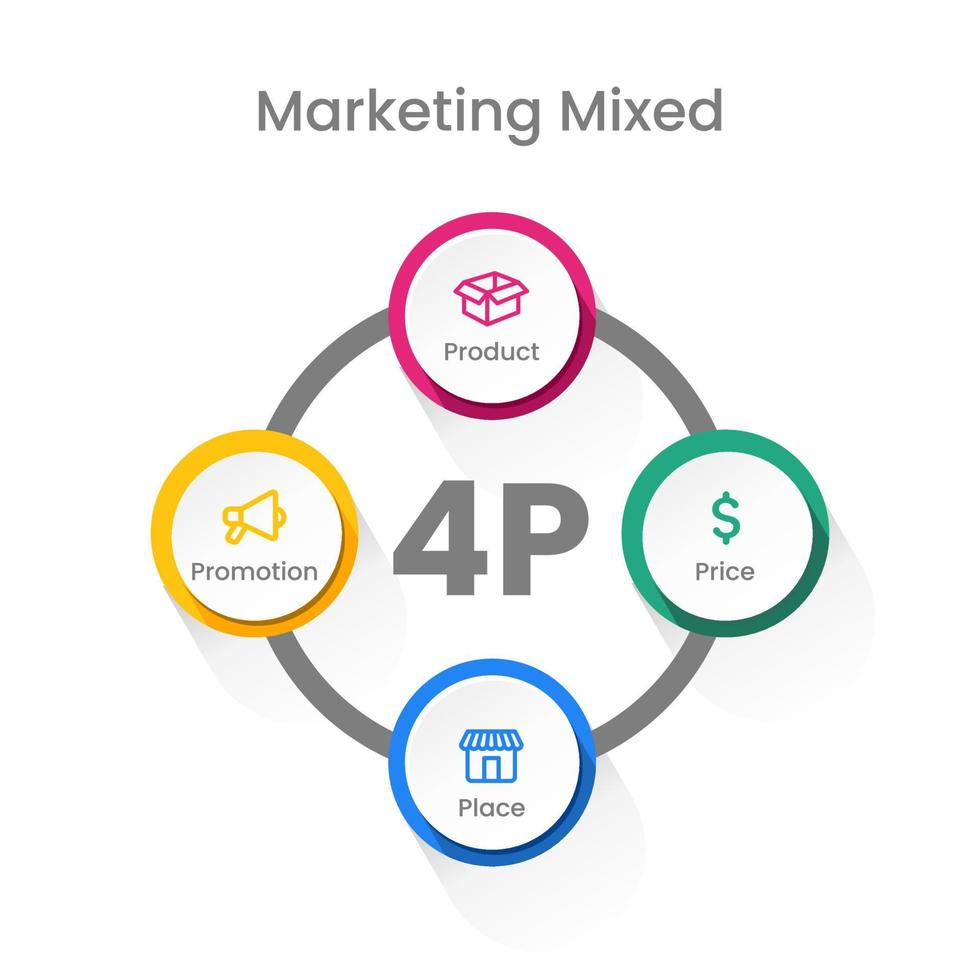 Marketing Mixed
Product
Promotion
4P
Price
Place